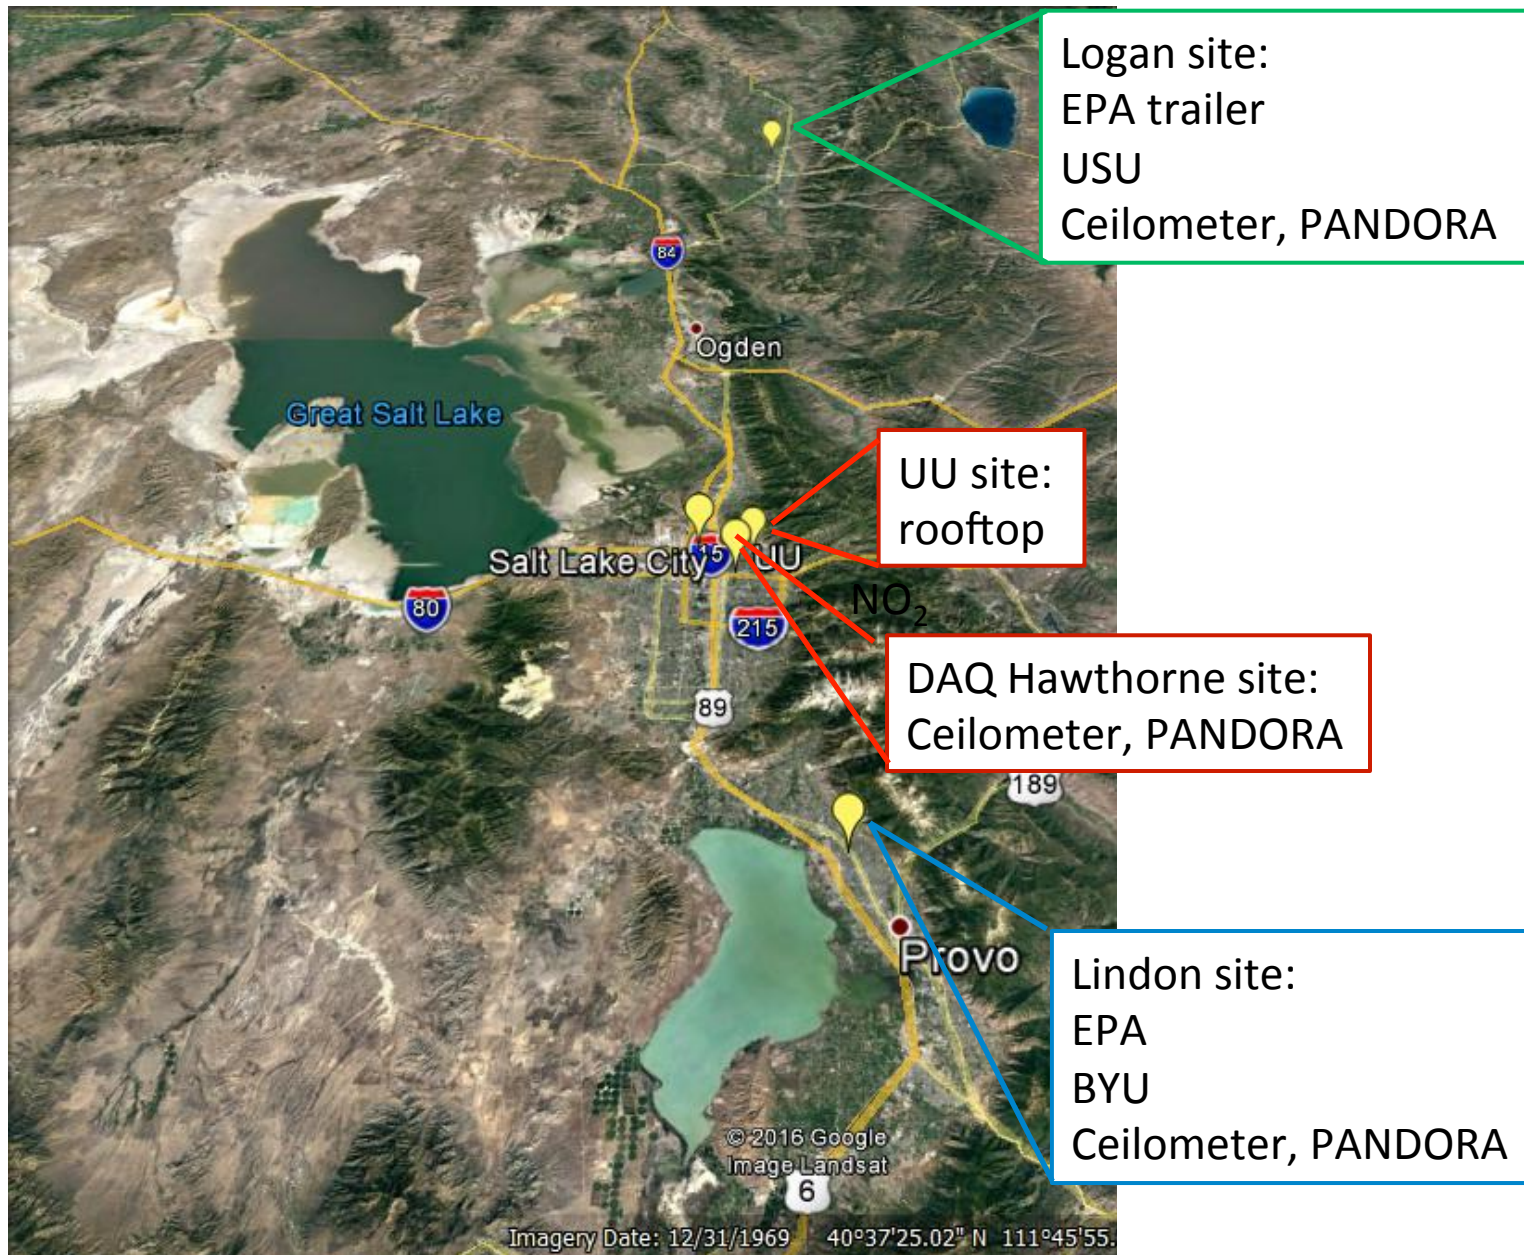 Logan site:
EPA trailer
USU
Ceilometer, PANDORA
84
Ogden
Great Salt Lake
UU site:
rooftop
Salt Lake City
15
UU
80
NO₂
215
DAQ Hawthorne site:
Ceilometer, PANDORA
89
189
Provo
Lindon site:
EPA
BYU
Ceilometer, PANDORA
© 2016 Google
Image Landsat
6
Imagery Date: 12/31/1969 40°37'25.02" N 111°45'55.